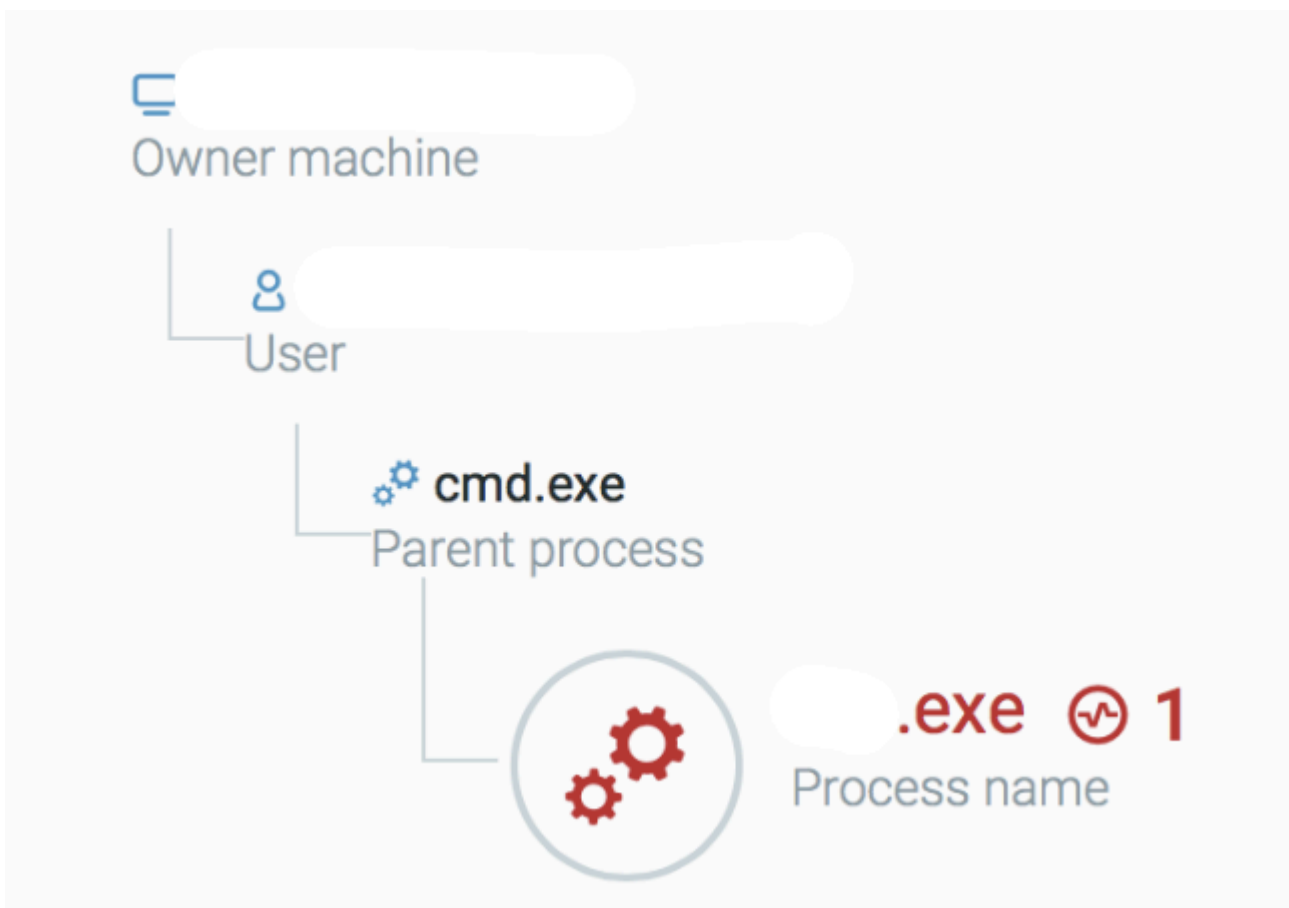 Owner machine
User
cmd.exe
Parent process
.exe 1
Process name